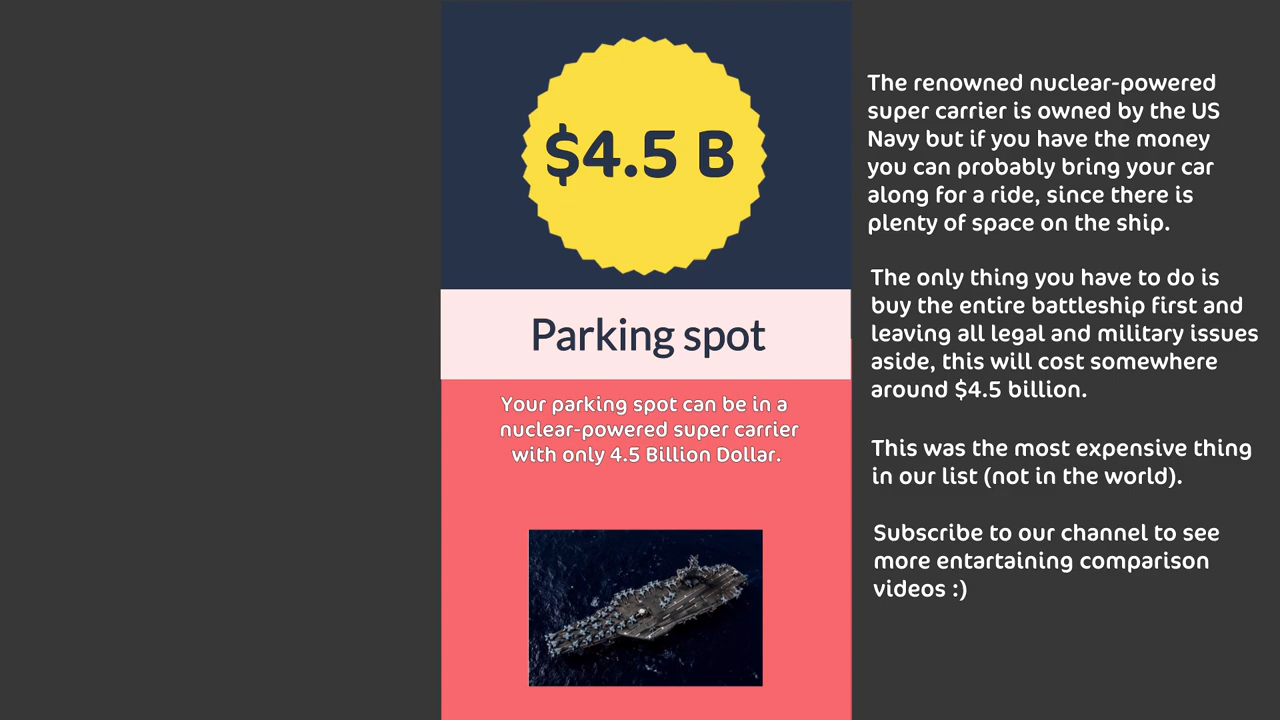 $4.5 B
Parking spot
Your parking spot can be in a
nuclear-powered super carrier
with only 4.5 Billion Dollar.
The renowned nuclear-powered
super carrier is owned by the US
Navy but if you have the money
you can probably bring your car
along for a ride, since there is
plenty of space on the ship.
The only thing you have to do is
buy the entire battleship first and
leaving all legal and military issues
aside, this will cost somewhere
around $4.5 billion.
This was the most expensive thing
in our list (not in the world).
Subscribe to our channel to see
more entartaining comparison
videos :)